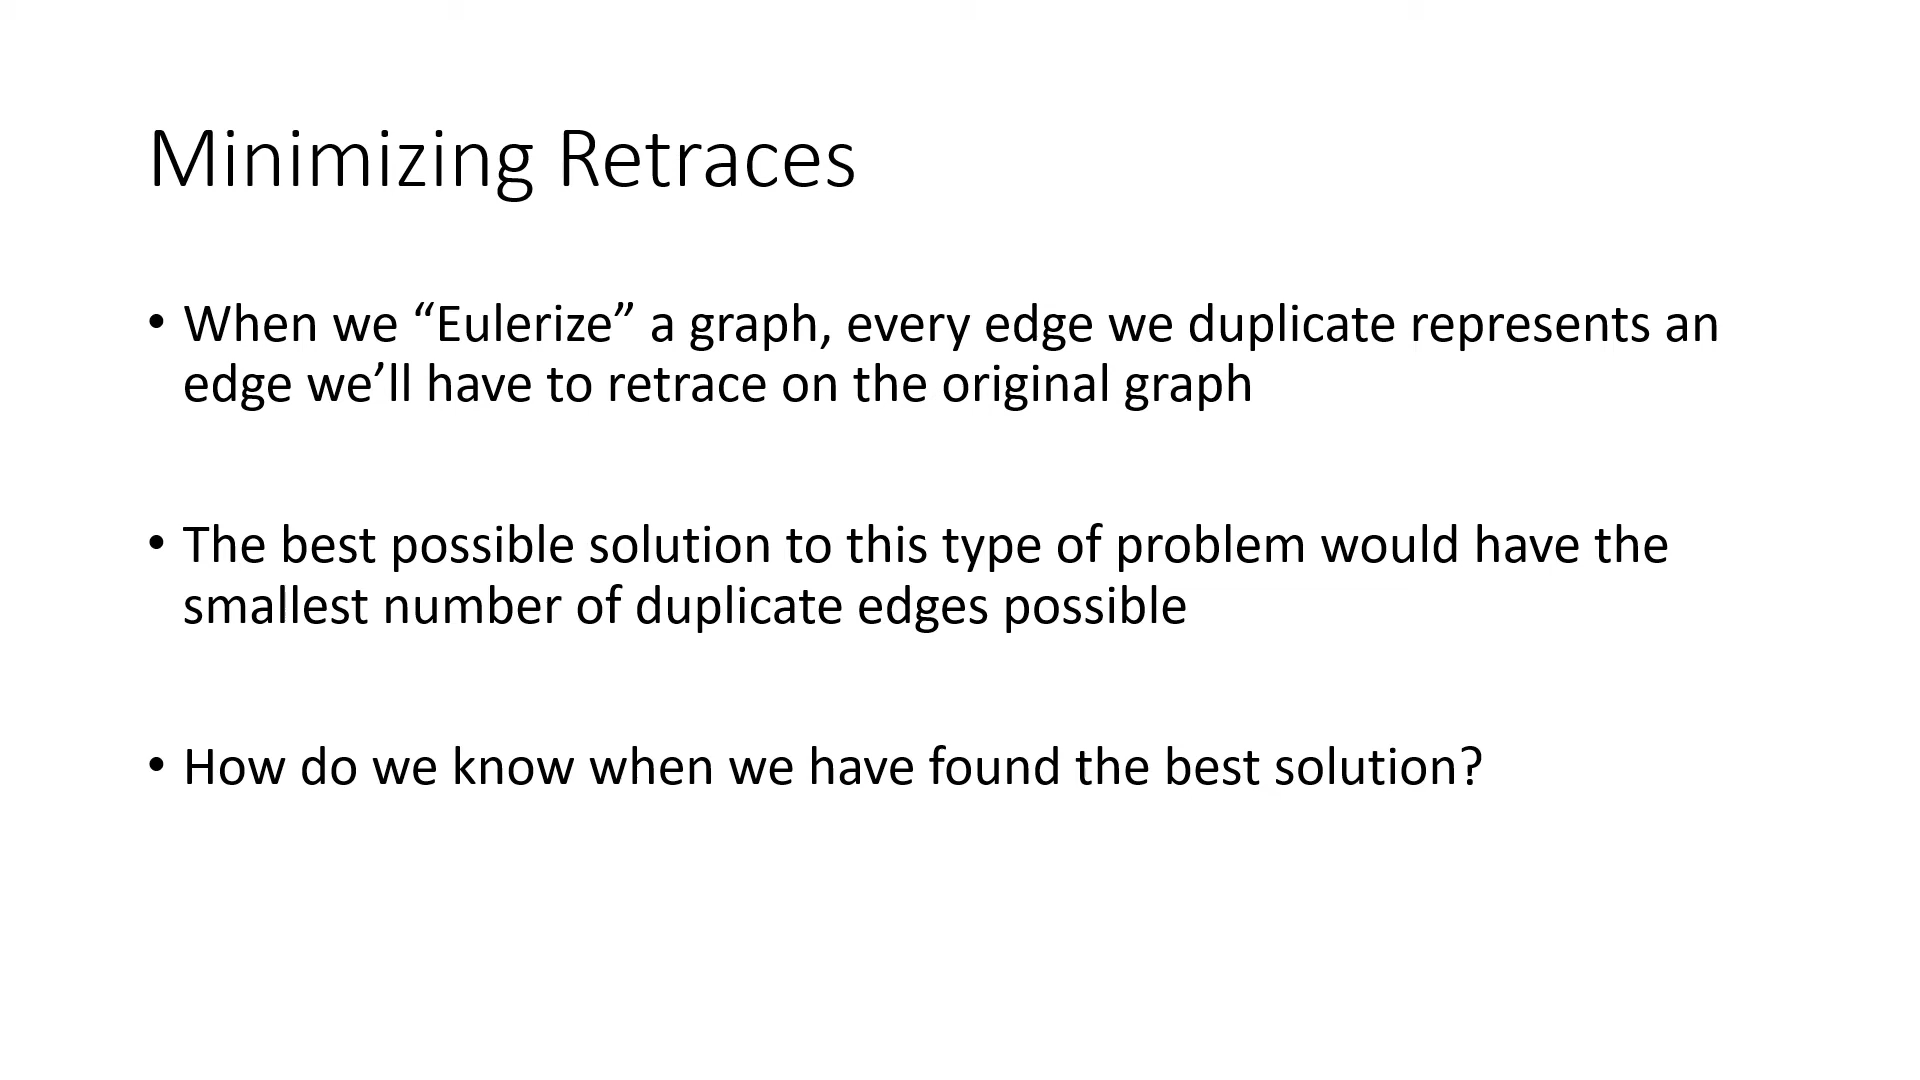 Minimizing Retraces
• When we “Eulerize” a graph, every edge we duplicate represents an
edge we’ll have to retrace on the original graph
• The best possible solution to this type of problem would have the
smallest number of duplicate edges possible
• How do we know when we have found the best solution?